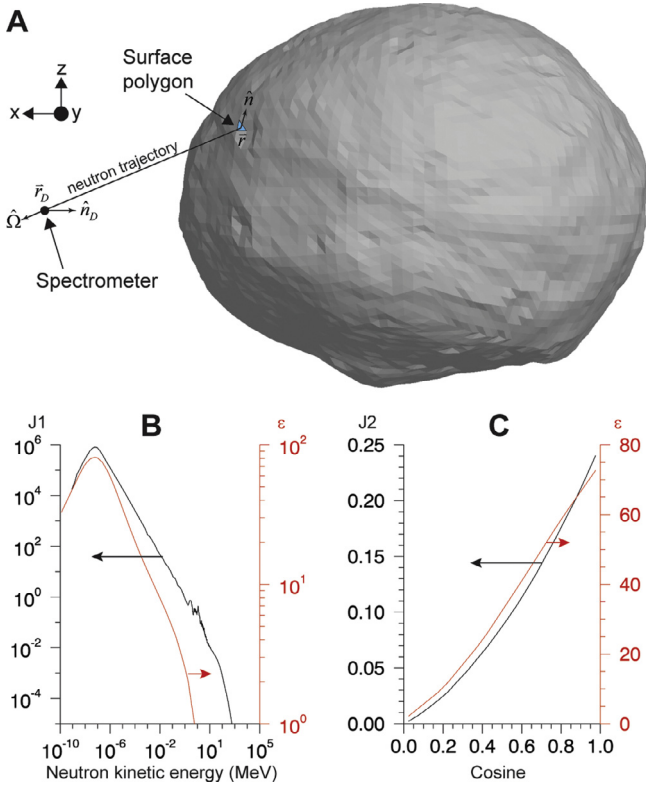 A
Surface
polygon
z
x
y
n̂
r̄
neutron trajectory
r̄_D
n̂_D
Ω̂
Spectrometer
J1
B
ε
10^6
10^4
10^2
10^0
10^-2
10^-4
10^2
10^1
10^0
10^-10
10^-6
10^-2
10^1
10^5
Neutron kinetic energy (MeV)
J2
C
ε
0.25
0.20
0.15
0.10
0.05
0.00
80
60
40
20
0
0.0
0.2
0.4
0.6
0.8
1.0
Cosine